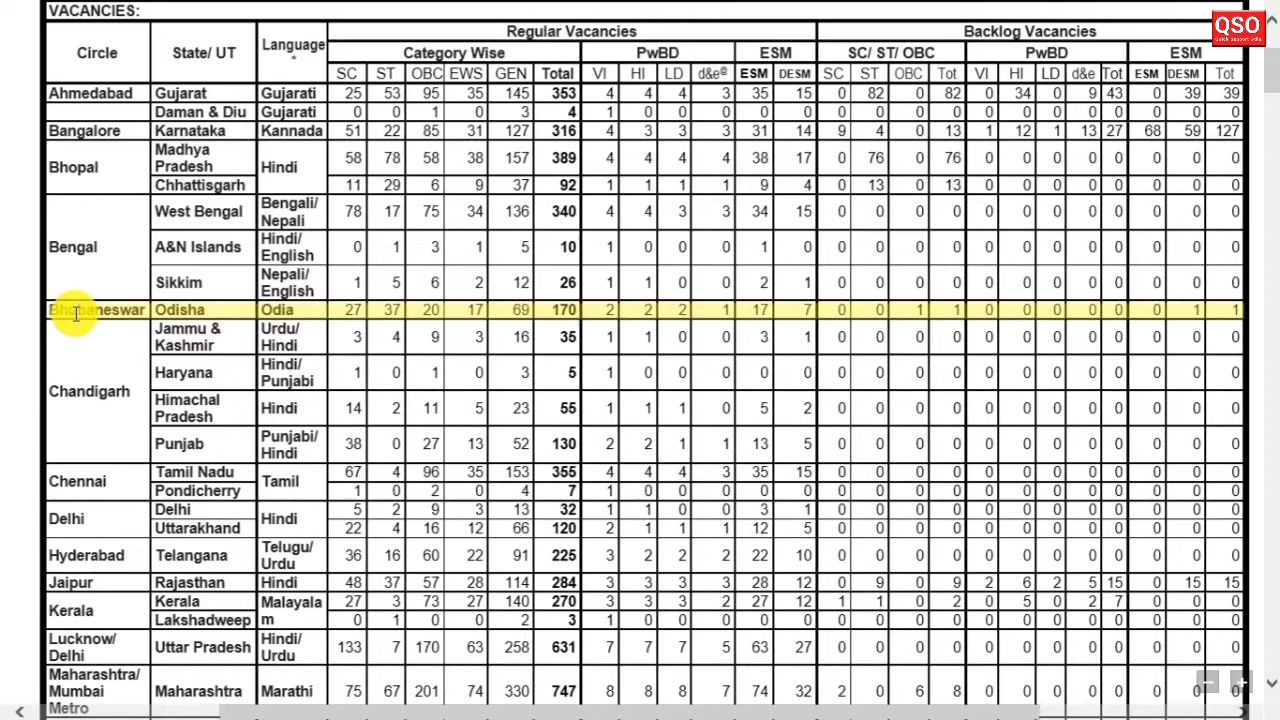 VACANCIES:
QSO
Quick Support Odia
Circle State/ UT Language * Regular Vacancies Backlog Vacancies
Category Wise PwBD ESM SC/ ST/ OBC PwBD ESM
SC ST OBC EWS GEN Total VI HI LD d&e@ ESM DESM SC ST OBC Tot VI HI LD d&e Tot ESM DESM Tot
Ahmedabad Gujarat Gujarati 25 53 95 35 145 353 4 4 4 3 35 15 0 82 0 82 0 34 0 9 43 0 39 39
Daman & Diu Gujarati 0 0 1 0 3 4 1 0 0 0 0 0 0 0 0 0 0 0 0 0 0 0 0 0
Bangalore Karnataka Kannada 51 22 85 31 127 316 4 3 3 3 31 14 9 4 0 13 1 12 1 13 27 68 59 127
Bhopal Madhya Pradesh Hindi 58 78 58 38 157 389 4 4 4 4 38 17 0 76 0 76 0 0 0 0 0 0 0 0
Chhattisgarh 11 29 6 9 37 92 1 1 1 1 9 4 0 13 0 13 0 0 0 0 0 0 0 0
Bengal West Bengal Bengali/ Nepali 78 17 75 34 136 340 4 4 3 3 34 15 0 0 0 0 0 0 0 0 0 0 0 0
A&N Islands Hindi/ English 0 1 3 1 5 10 1 0 0 0 1 0 0 0 0 0 0 0 0 0 0 0 0 0
Sikkim Nepali/ English 1 5 6 2 12 26 1 1 0 0 2 1 0 0 0 0 0 0 0 0 0 0 0 0
Bhubaneswar Odisha Odia 27 37 20 17 69 170 2 2 2 1 17 7 0 0 1 1 0 0 0 0 0 0 1 1
Chandigarh Jammu & Kashmir Urdu/ Hindi 3 4 9 3 16 35 1 1 0 0 3 1 0 0 0 0 0 0 0 0 0 0 0 0
Haryana Hindi/ Punjabi 1 0 1 0 3 5 1 0 0 0 0 0 0 0 0 0 0 0 0 0 0 0 0 0
Himachal Pradesh Hindi 14 2 11 5 23 55 1 1 1 0 5 2 0 0 0 0 0 0 0 0 0 0 0 0
Punjab Punjabi/ Hindi 38 0 27 13 52 130 2 2 1 1 13 5 0 0 0 0 0 0 0 0 0 0 0 0
Chennai Tamil Nadu Tamil 67 4 96 35 153 355 4 4 4 3 35 15 0 0 0 0 0 0 0 0 0 0 0 0
Pondicherry 1 0 2 0 4 7 1 0 0 0 0 0 0 0 0 0 0 0 0 0 0 0 0 0
Delhi Delhi Hindi 5 2 9 3 13 32 1 1 0 0 3 1 0 0 0 0 0 0 0 0 0 0 0 0
Uttarakhand 22 4 16 12 66 120 2 1 1 1 12 5 0 0 0 0 0 0 0 0 0 0 0 0
Hyderabad Telangana Telugu/ Urdu 36 16 60 22 91 225 3 2 2 2 22 10 0 0 0 0 0 0 0 0 0 0 0 0
Jaipur Rajasthan Hindi 48 37 57 28 114 284 3 3 3 3 28 12 0 9 0 9 2 6 2 5 15 0 15 15
Kerala Kerala Malayala m 27 3 73 27 140 270 3 3 3 2 27 12 1 1 0 2 0 5 0 2 7 0 0 0
Lakshadweep 0 1 0 0 2 3 1 0 0 0 0 0 0 0 0 0 0 0 0 0 0 0 0 0
Lucknow/ Delhi Uttar Pradesh Hindi/ Urdu 133 7 170 63 258 631 7 7 7 5 63 27 0 0 0 0 0 0 0 0 0 0 0 0
Maharashtra/ Mumbai Metro Maharashtra Marathi 75 67 201 74 330 747 8 8 8 7 74 32 2 0 6 8 0 0 0 0 0 0 0 0